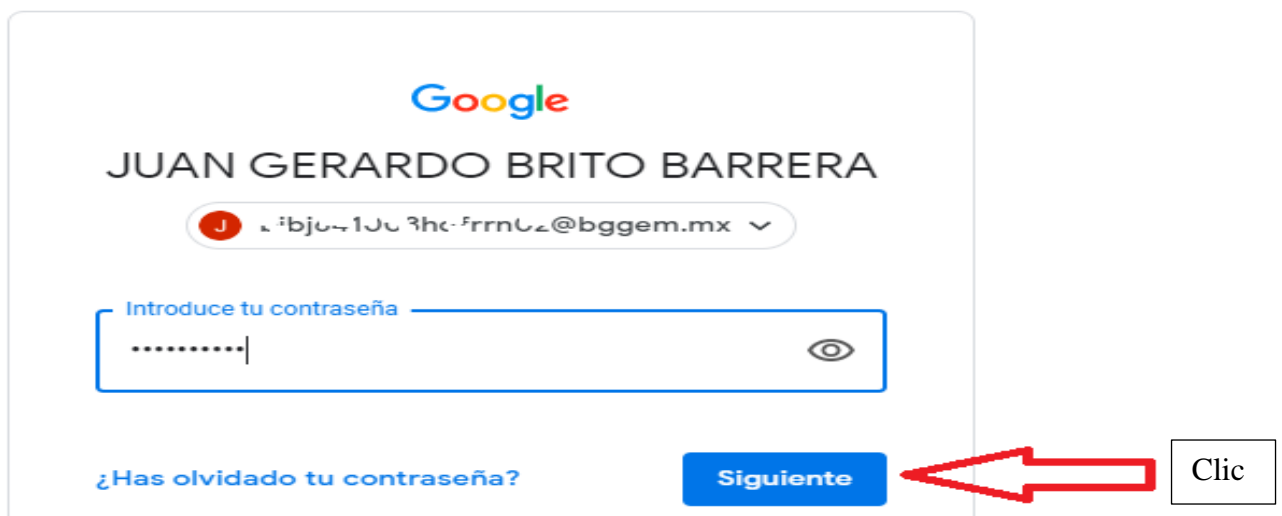 Google
JUAN GERARDO BRITO BARRERA
J @bggem.mx
Introduce tu contraseña
¿Has olvidado tu contraseña? Siguiente Clic